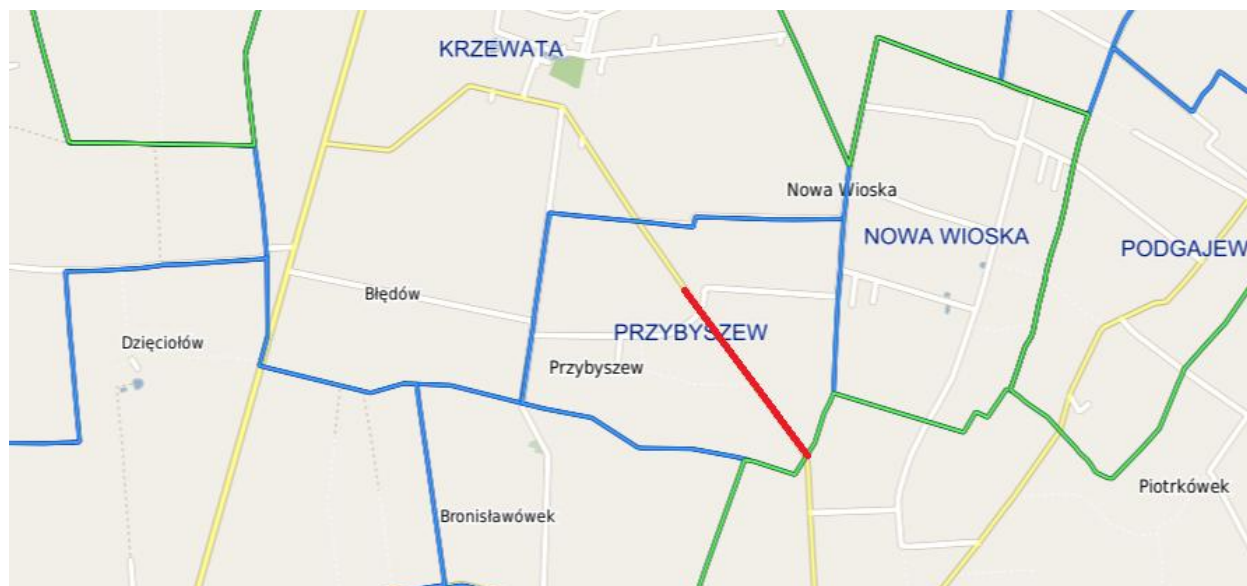 KRZEWATA
Nowa Wioska
NOWA WIOSKA
PODGAJEW
Błędów
PRZYBYSZEW
Dzięciołów
Przybyszew
Piotrkówek
Bronisławówek